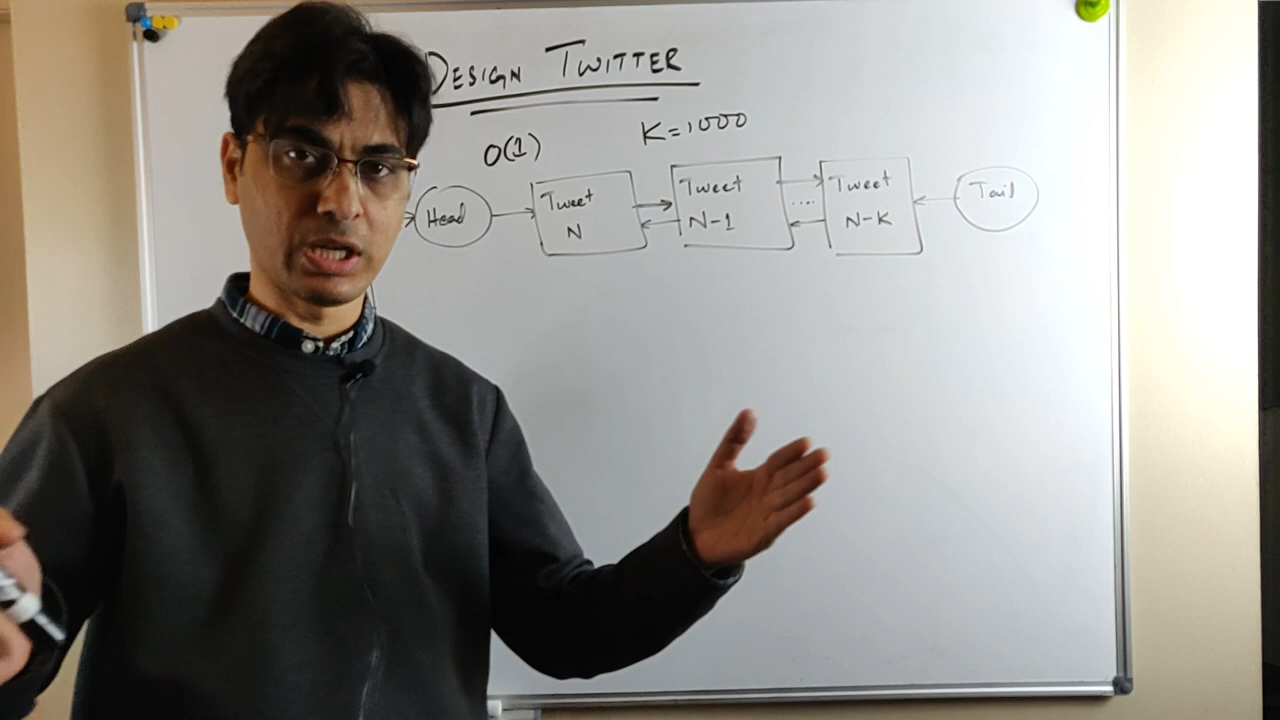 DESIGN TWITTER
O(1)
K=1000
Head
Tweet
N
Tweet
N-1
....
Tweet
N-K
Tail